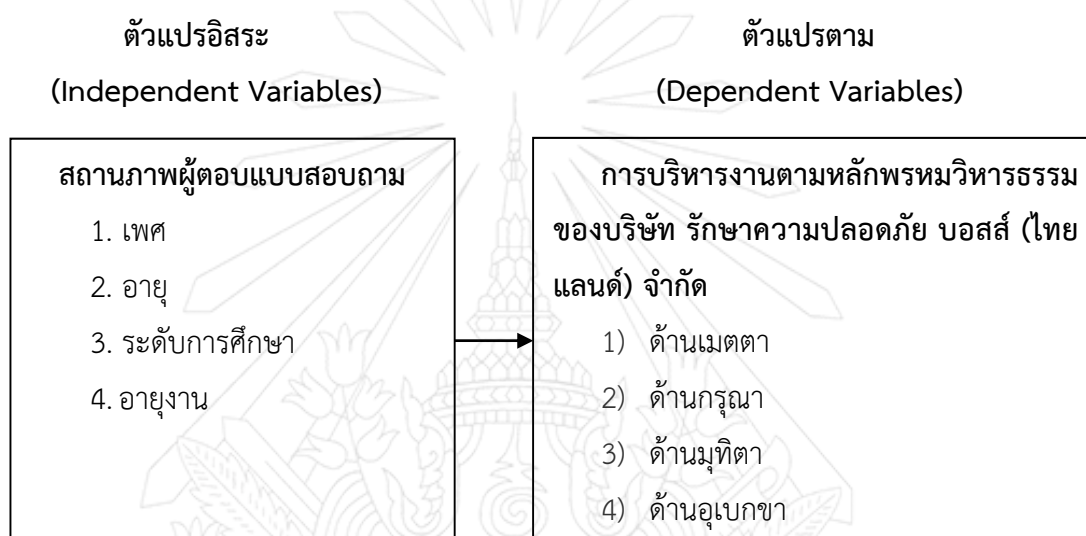 ตัวแปรอิสระ
(Independent Variables)
สถานภาพผู้ตอบแบบสอบถาม
1. เพศ
2. อายุ
3. ระดับการศึกษา
4. อายุงาน
ตัวแปรตาม
(Dependent Variables)
การบริหารงานตามหลักพรหมวิหารธรรม
ของบริษัท รักษาความปลอดภัย บอสส์ (ไทย
แลนด์) จำกัด
1) ด้านเมตตา
2) ด้านกรุณา
3) ด้านมุทิตา
4) ด้านอุเบกขา